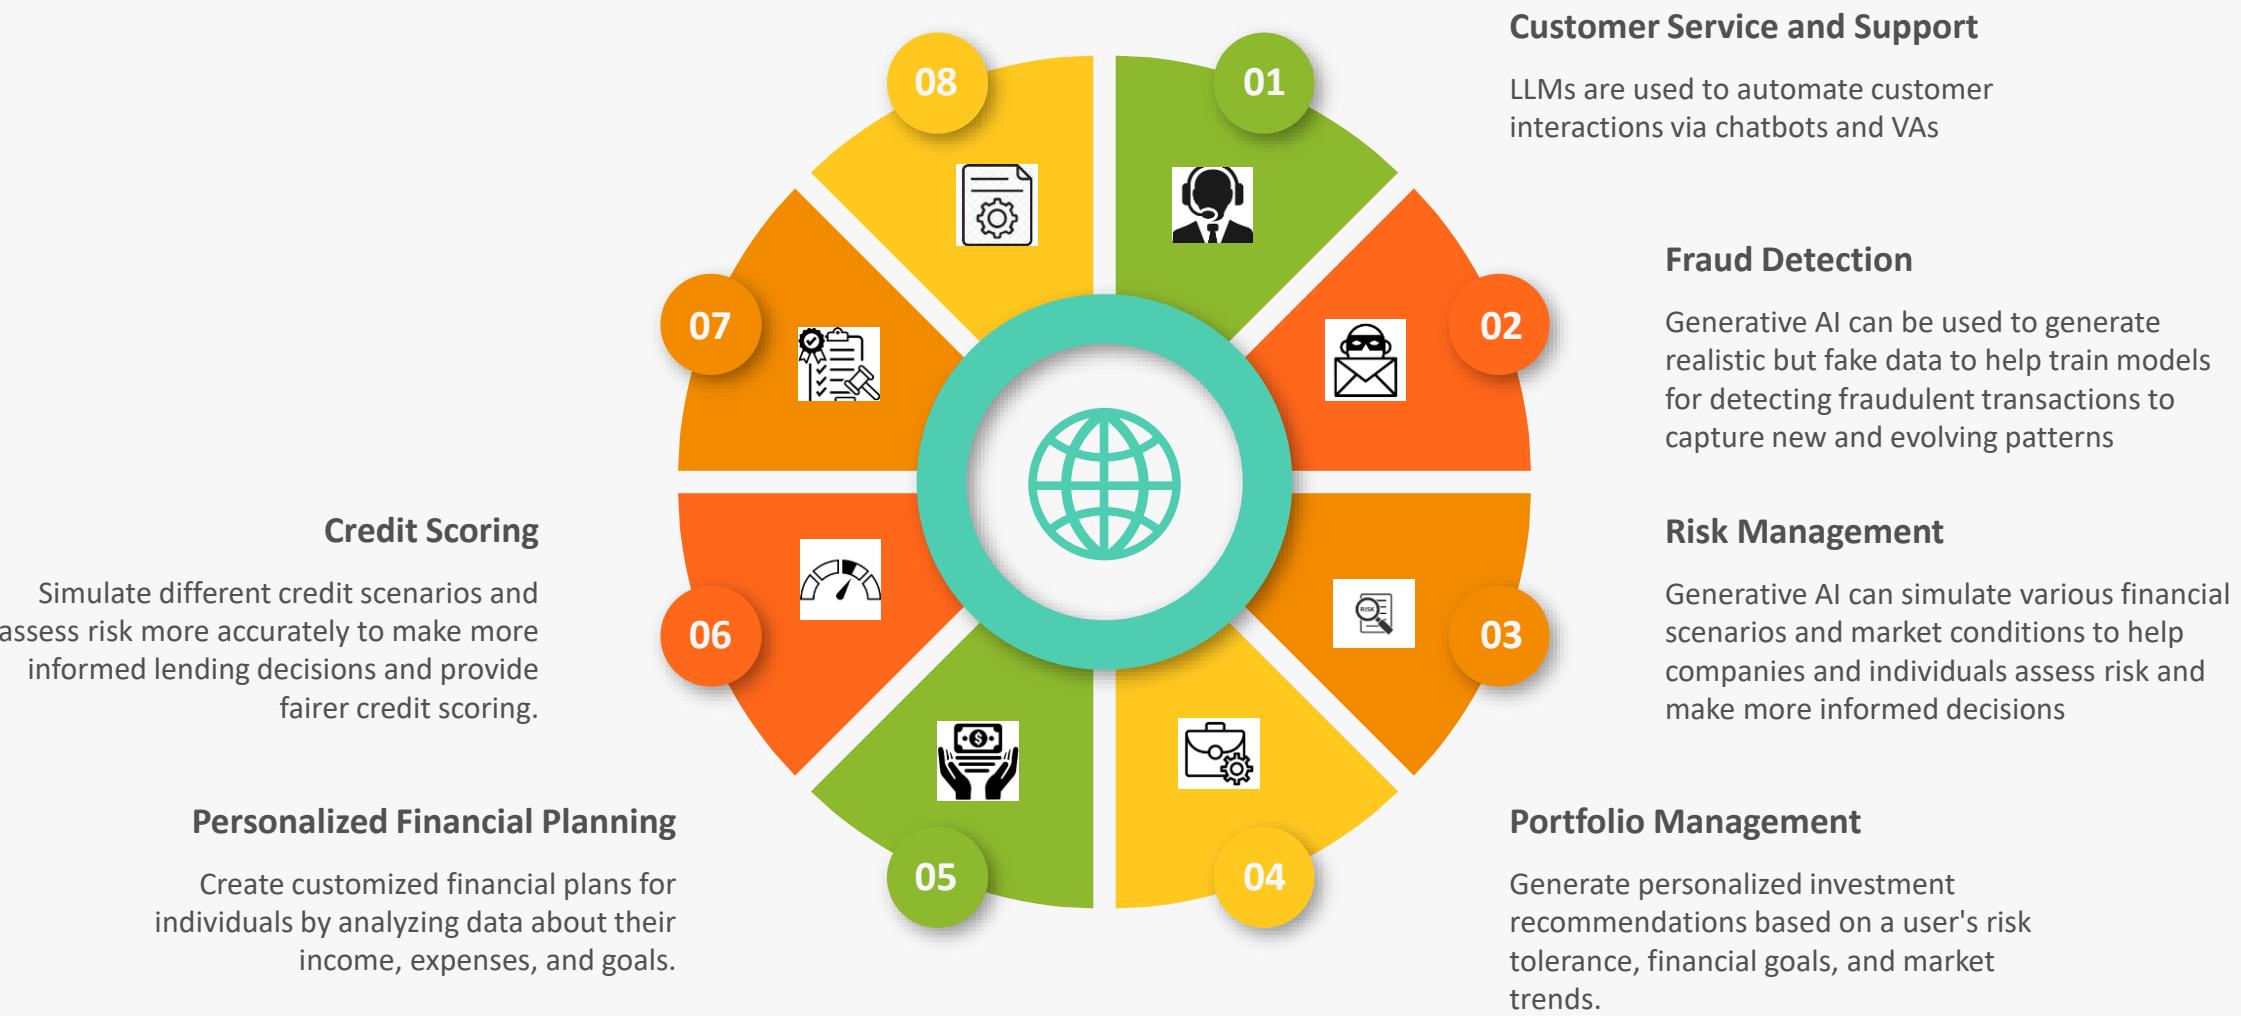 Customer Service and Support
LLMs are used to automate customer
interactions via chatbots and VAs
01
Fraud Detection
Generative AI can be used to generate
realistic but fake data to help train models
for detecting fraudulent transactions to
capture new and evolving patterns
02
Risk Management
Generative AI can simulate various financial
scenarios and market conditions to help
companies and individuals assess risk and
make more informed decisions
03
RISK
Portfolio Management
Generate personalized investment
recommendations based on a user's risk
tolerance, financial goals, and market
trends.
04
Personalized Financial Planning
Create customized financial plans for
individuals by analyzing data about their
income, expenses, and goals.
05
$
Credit Scoring
Simulate different credit scenarios and
assess risk more accurately to make more
informed lending decisions and provide
fairer credit scoring.
06
07
08